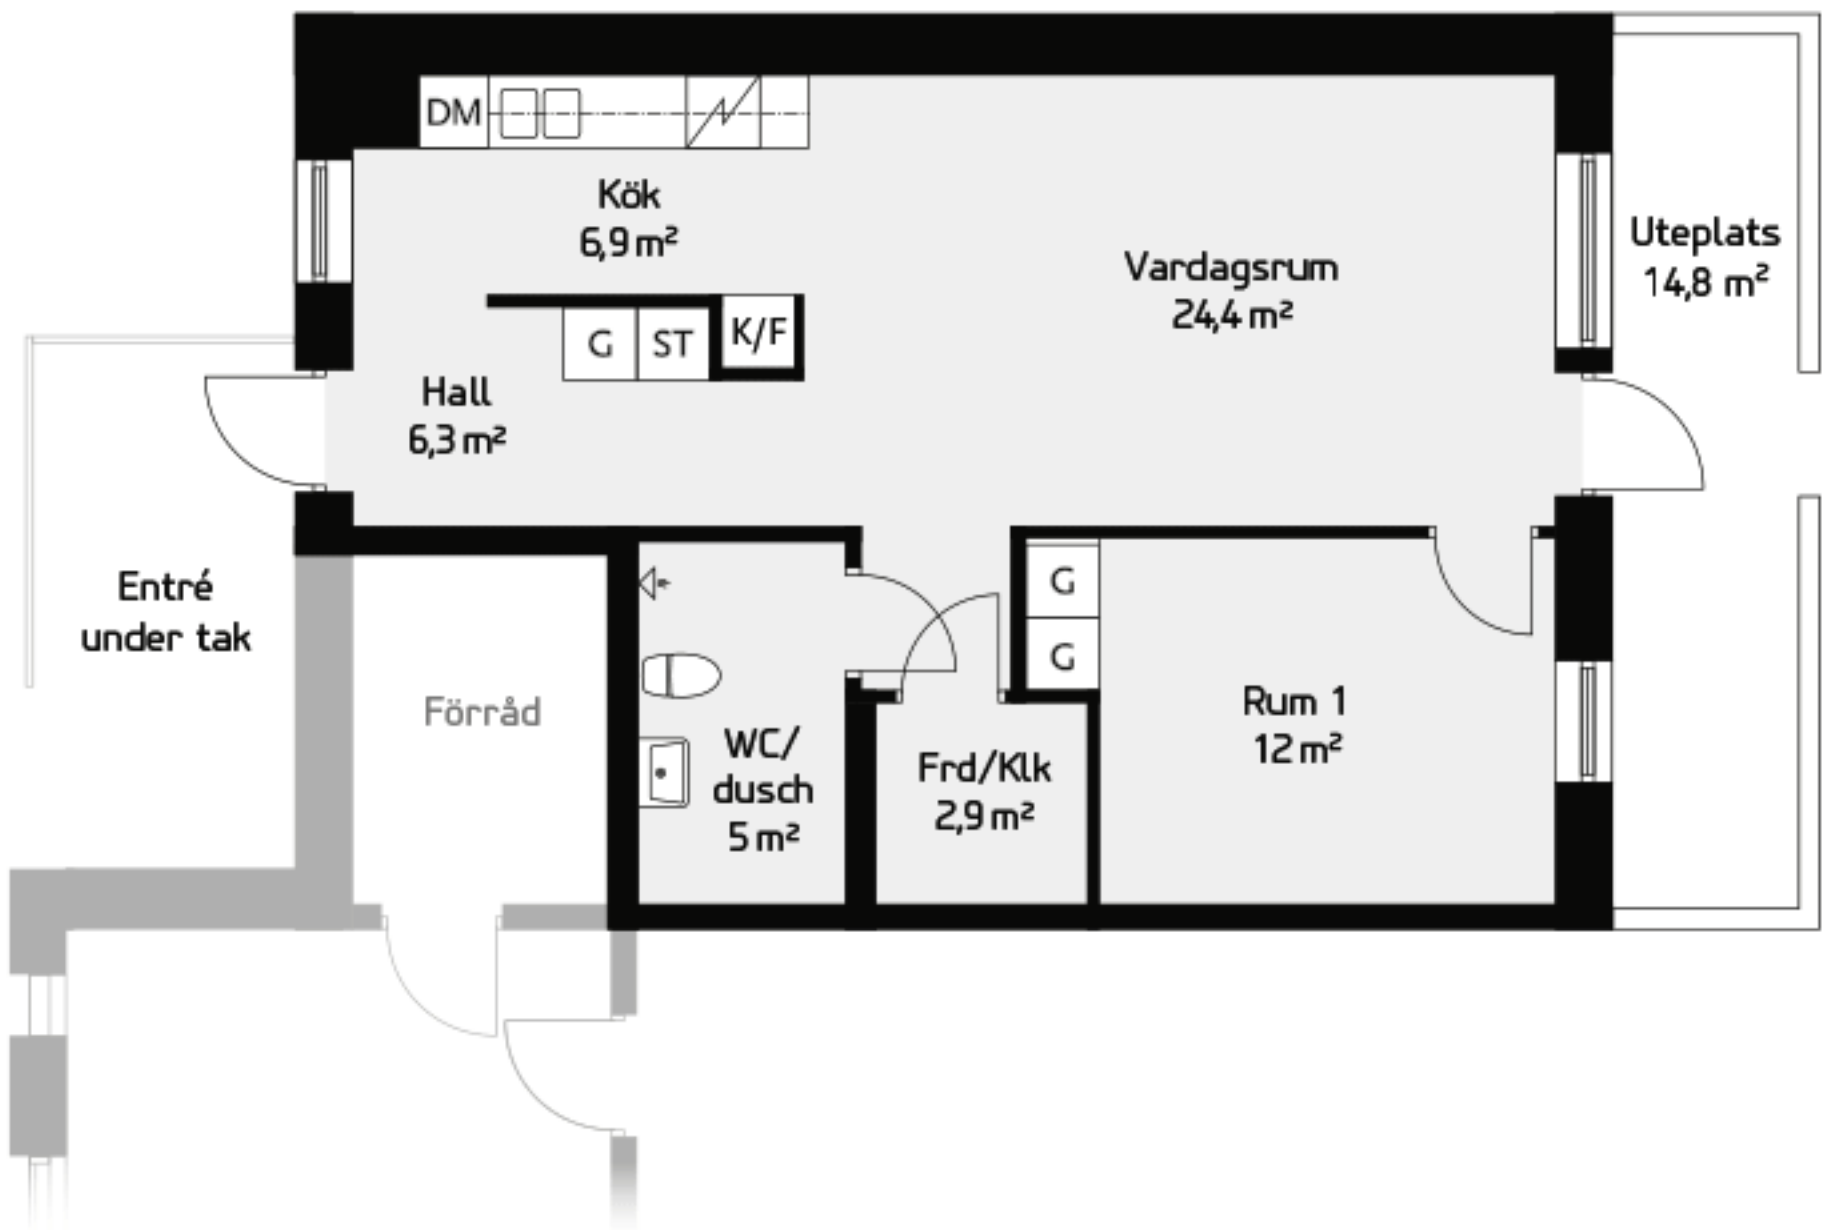 DM
Kök
6,9 m²
Vardagsrum
24,4 m²
Uteplats
14,8 m²
G
ST
K/F
Hall
6,3 m²
Entré
under tak
Förråd
WC/
dusch
5 m²
Frd/Klk
2,9 m²
G
G
Rum 1
12 m²